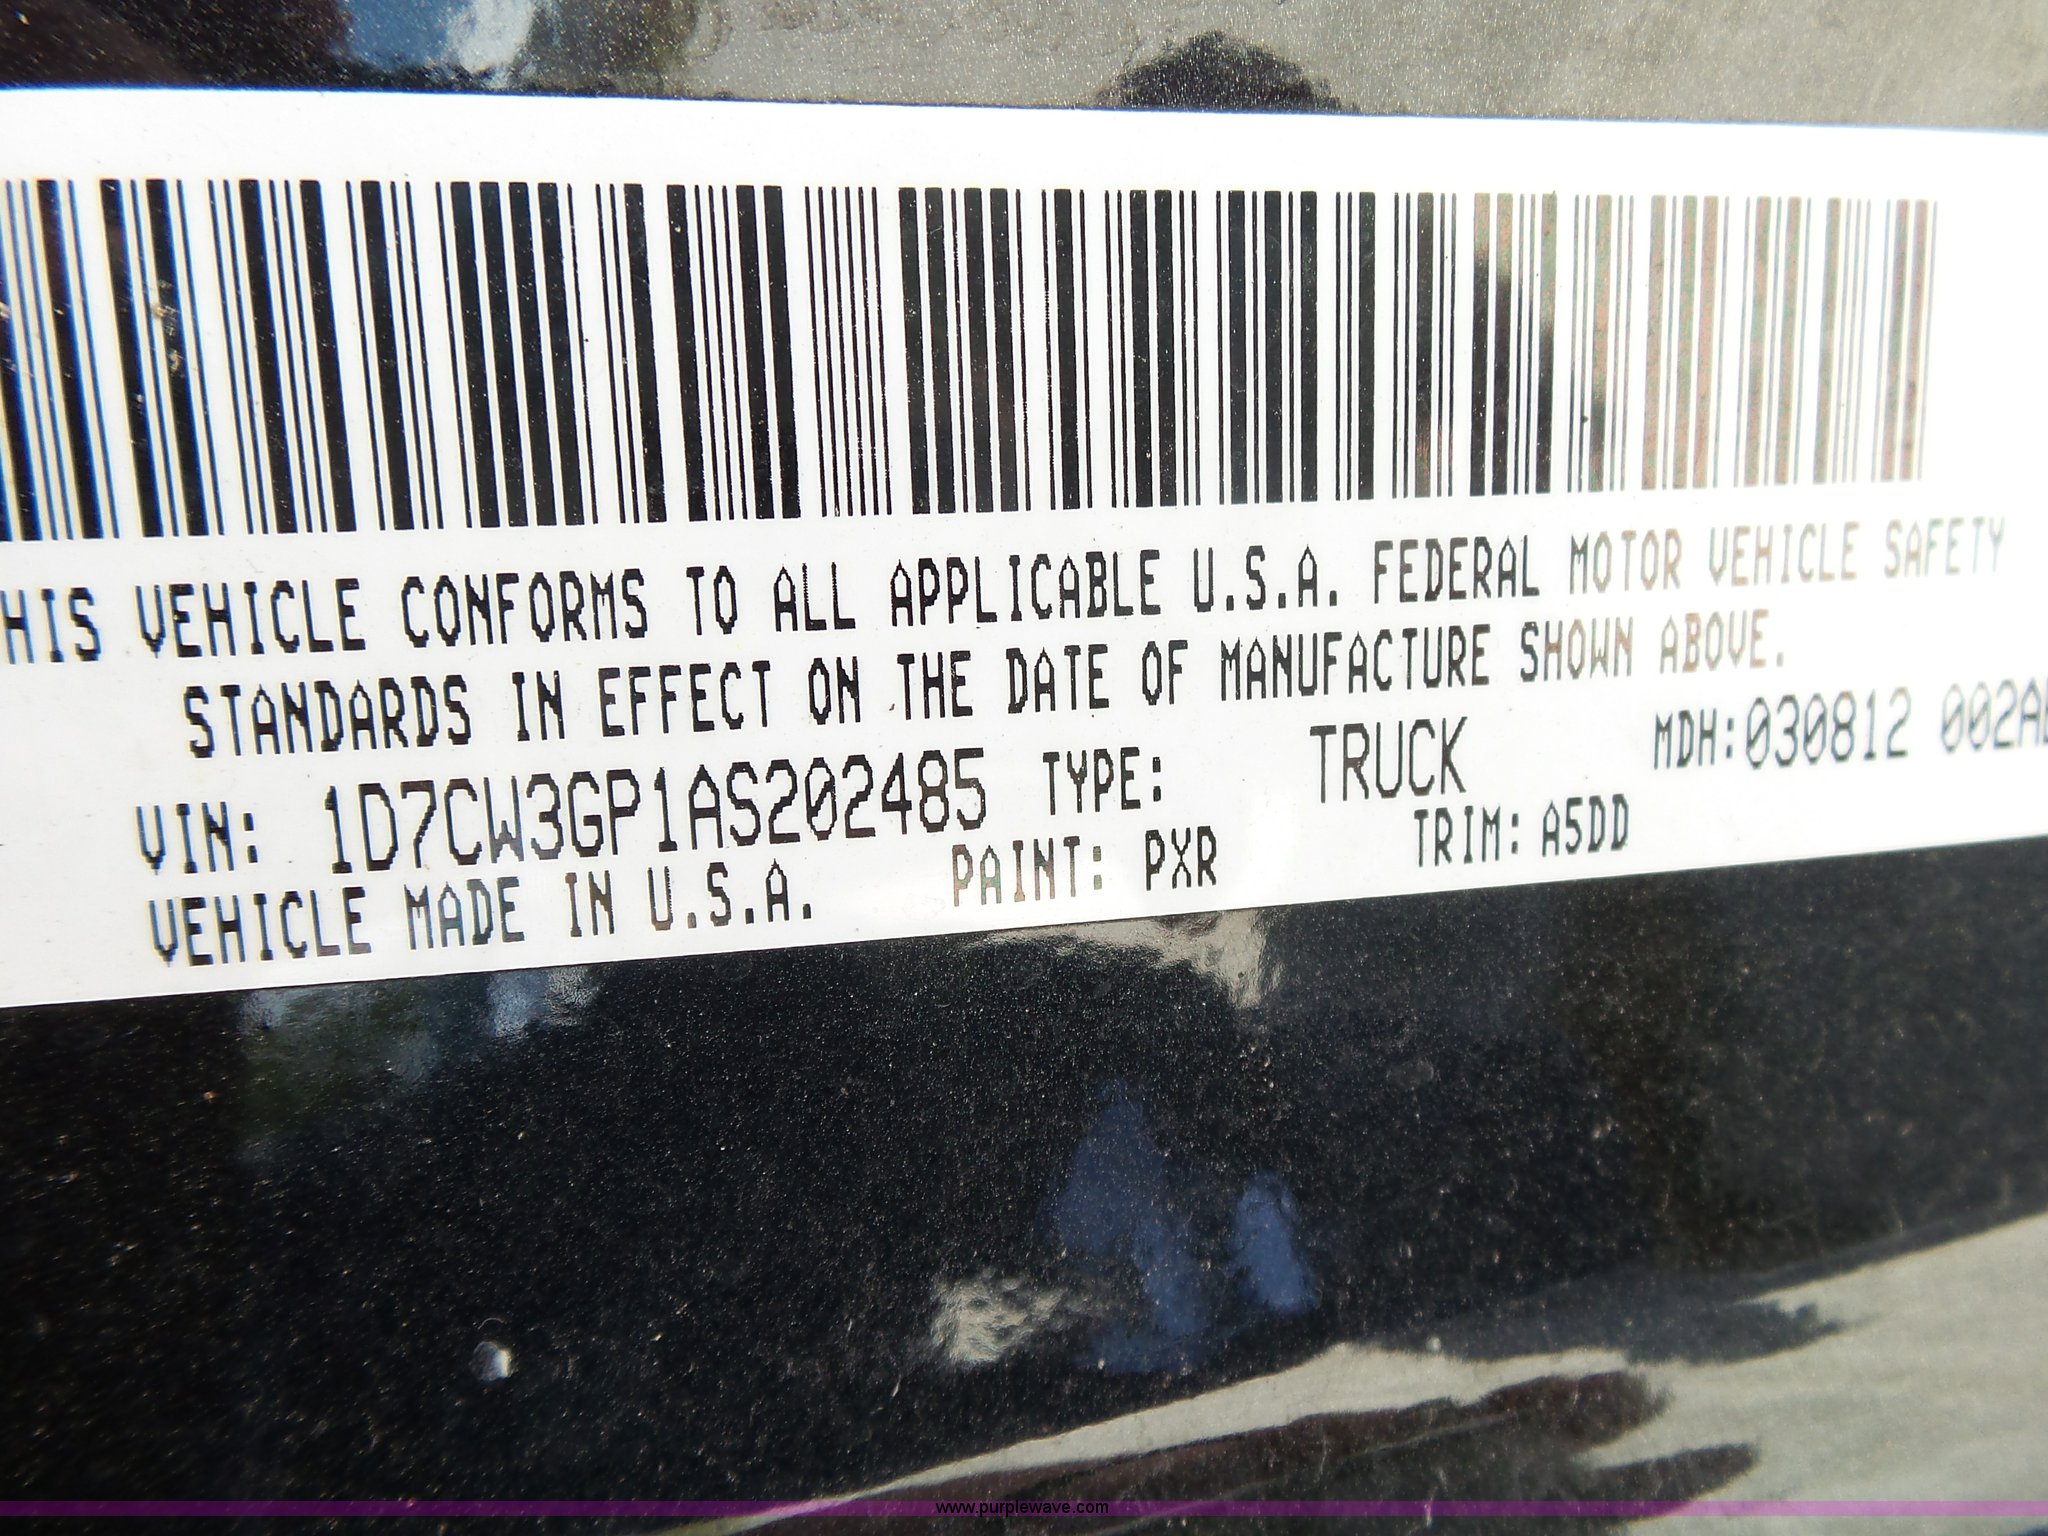 HIS VEHICLE CONFORMS TO ALL APPLICABLE U.S.A. FEDERAL MOTOR VEHICLE SAFETY
STANDARDS IN EFFECT ON THE DATE OF MANUFACTURE SHOWN ABOVE.
MDH:030812 002A
VIN: 1D7CW3GP1AS202485 TYPE: TRUCK
VEHICLE MADE IN U.S.A. PAINT: PXR TRIM: A5DD
www.purplewave.com